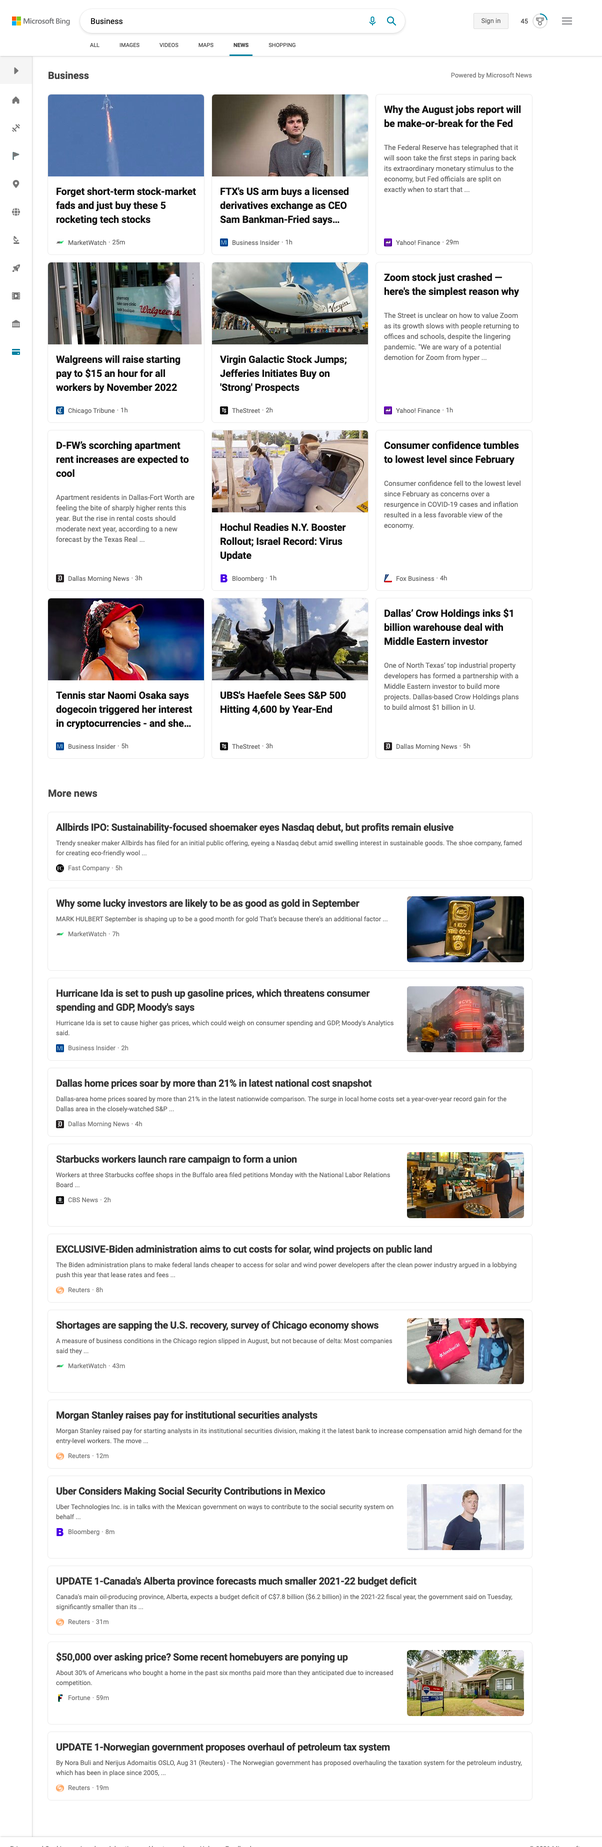 Microsoft Bing
Business
Sign in
45
ALL
IMAGES
VIDEOS
MAPS
NEWS
SHOPPING
Business
Powered by Microsoft News
Forget short-term stock-market
fads and just buy these 5
rocketing tech stocks
MarketWatch · 25m
FTX's US arm buys a licensed
derivatives exchange as CEO
Sam Bankman-Fried says…
Business Insider · 1h
Why the August jobs report will
be make-or-break for the Fed
The Federal Reserve has telegraphed that it
will soon take the first steps in paring back
its extraordinary monetary stimulus to the
economy, but Fed officials are split on
exactly when to start that ...
Yahoo! Finance · 29m
Walgreens
Walgreens will raise starting
pay to $15 an hour for all
workers by November 2022
Chicago Tribune · 1h
Virgin Galactic Stock Jumps;
Jefferies Initiates Buy on
'Strong' Prospects
TheStreet · 2h
Zoom stock just crashed —
here's the simplest reason why
The Street is unclear on how to value Zoom
as its growth slows with people returning to
offices and schools, despite the lingering
pandemic. "We are wary of a potential
demotion for Zoom from hyper ...
Yahoo! Finance · 1h
D-FW's scorching apartment
rent increases are expected to
cool
Apartment residents in Dallas-Fort Worth are
feeling the bite of sharply higher rents this
year. But the rise in rental costs should
moderate next year, according to a new
forecast by the Texas Real ...
Dallas Morning News · 3h
Hochul Readies N.Y. Booster
Rollout; Israel Record: Virus
Update
Bloomberg · 1h
Consumer confidence tumbles
to lowest level since February
Consumer confidence fell to the lowest level
since February as concerns over a
resurgence in COVID-19 cases and inflation
resulted in a less favorable view of the
economy.
Fox Business · 4h
Tennis star Naomi Osaka says
dogecoin triggered her interest
in cryptocurrencies - and she…
Business Insider · 5h
UBS's Haefele Sees S&P 500
Hitting 4,600 by Year-End
TheStreet · 3h
Dallas' Crow Holdings inks $1
billion warehouse deal with
Middle Eastern investor
One of North Texas' top industrial property
developers has formed a partnership with a
Middle Eastern investor to build more
projects. Dallas-based Crow Holdings plans
to build almost $1 billion in U.
Dallas Morning News · 5h
More news
Allbirds IPO: Sustainability-focused shoemaker eyes Nasdaq debut, but profits remain elusive
Trendy sneaker maker Allbirds has filed for an initial public offering, eyeing a Nasdaq debut amid swelling interest in sustainable goods. The shoe company, famed
for creating eco-friendly wool ...
Fast Company · 5h
Why some lucky investors are likely to be as good as gold in September
MARK HULBERT September is shaping up to be a good month for gold That's because there's an additional factor ...
MarketWatch · 7h
Hurricane Ida is set to push up gasoline prices, which threatens consumer
spending and GDP, Moody's says
Hurricane Ida is set to cause higher gas prices, which could weigh on consumer spending and GDP, Moody's Analytics
said.
Business Insider · 2h
Dallas home prices soar by more than 21% in latest national cost snapshot
Dallas-area home prices soared by more than 21% in the latest nationwide comparison. The surge in local home costs set a year-over-year record gain for the
Dallas area in the closely-watched S&P ...
Dallas Morning News · 4h
Starbucks workers launch rare campaign to form a union
Workers at three Starbucks coffee shops in the Buffalo area filed petitions Monday with the National Labor Relations
Board ...
CBS News · 2h
EXCLUSIVE-Biden administration aims to cut costs for solar, wind projects on public land
The Biden administration plans to make federal lands cheaper to access for solar and wind power developers after the clean power industry argued in a lobbying
push this year that lease rates and fees ...
Reuters · 8h
Shortages are sapping the U.S. recovery, survey of Chicago economy shows
A measure of business conditions in the Chicago region slipped in August, but not because of delta: Most companies
said they ...
MarketWatch · 43m
Morgan Stanley raises pay for institutional securities analysts
Morgan Stanley raised pay for starting analysts in its institutional securities division, making it the latest bank to increase compensation amid high demand for the
entry-level workers. The move ...
Reuters · 12m
Uber Considers Making Social Security Contributions in Mexico
Uber Technologies Inc. is in talks with the Mexican government on ways to contribute to the social security system on
behalf ...
Bloomberg · 8m
UPDATE 1-Canada's Alberta province forecasts much smaller 2021-22 budget deficit
Canada's main oil-producing province, Alberta, expects a budget deficit of C$7.8 billion ($6.2 billion) in the 2021-22 fiscal year, the government said on Tuesday,
significantly smaller than its ...
Reuters · 31m
$50,000 over asking price? Some recent homebuyers are ponying up
About 30% of Americans who bought a home in the past six months paid more than they anticipated due to increased
competition.
Fortune · 59m
UPDATE 1-Norwegian government proposes overhaul of petroleum tax system
By Nora Buli and Nerijus Adomaitis OSLO, Aug 31 (Reuters) - The Norwegian government has proposed overhauling the taxation system for the petroleum industry,
which has been in place since 2005, ...
Reuters · 19m